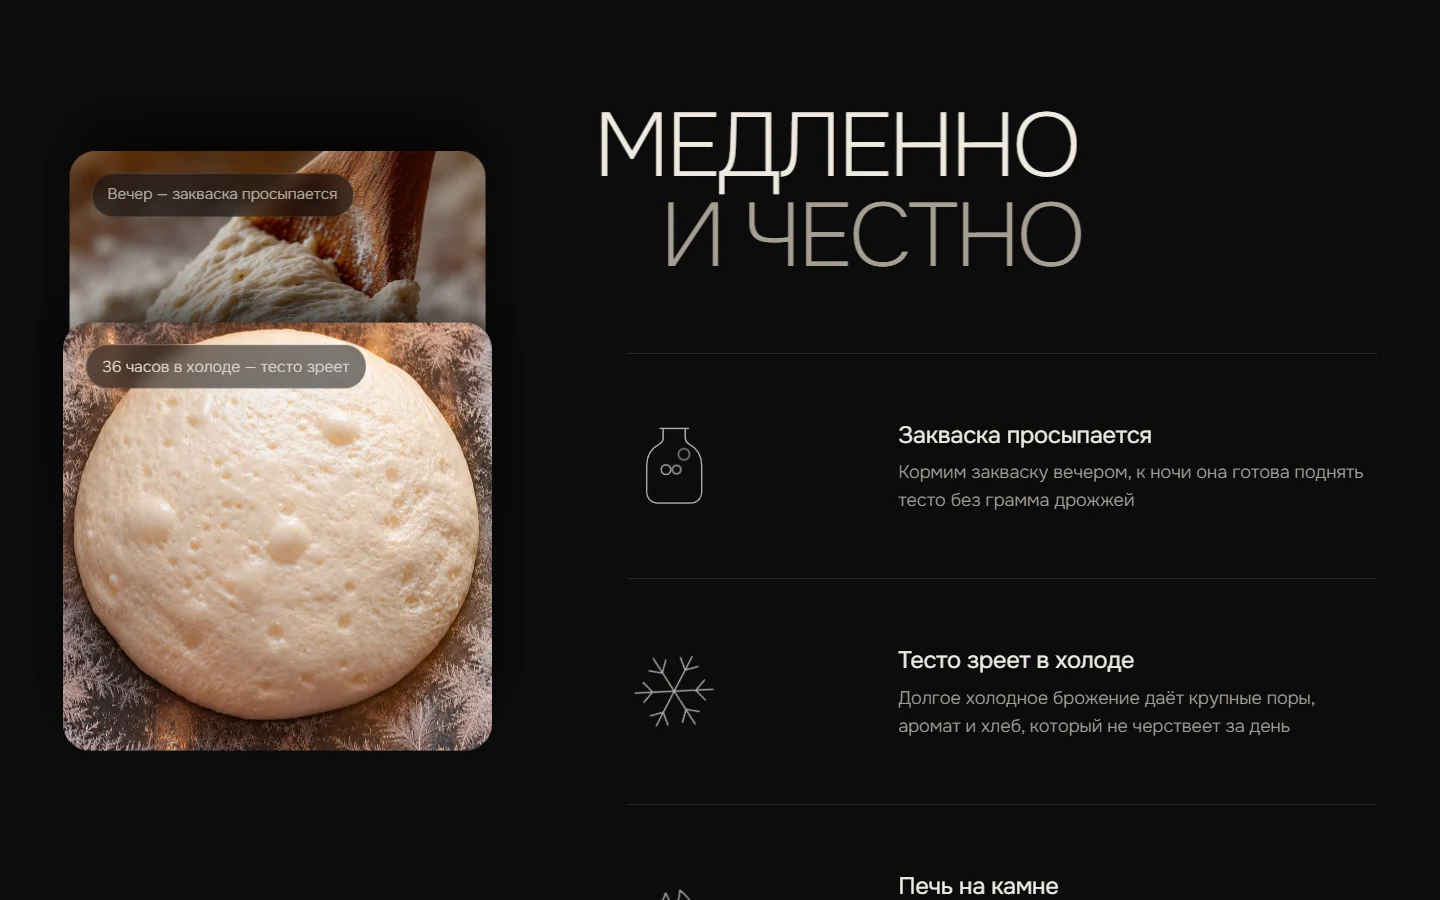 МЕДЛЕННО
И ЧЕСТНО
Вечер — закваска просыпается
36 часов в холоде — тесто зреет
Закваска просыпается
Кормим закваску вечером, к ночи она готова поднять
тесто без грамма дрожжей
Тесто зреет в холоде
Долгое холодное брожение даёт крупные поры,
аромат и хлеб, который не черствеет за день
Печь на камне